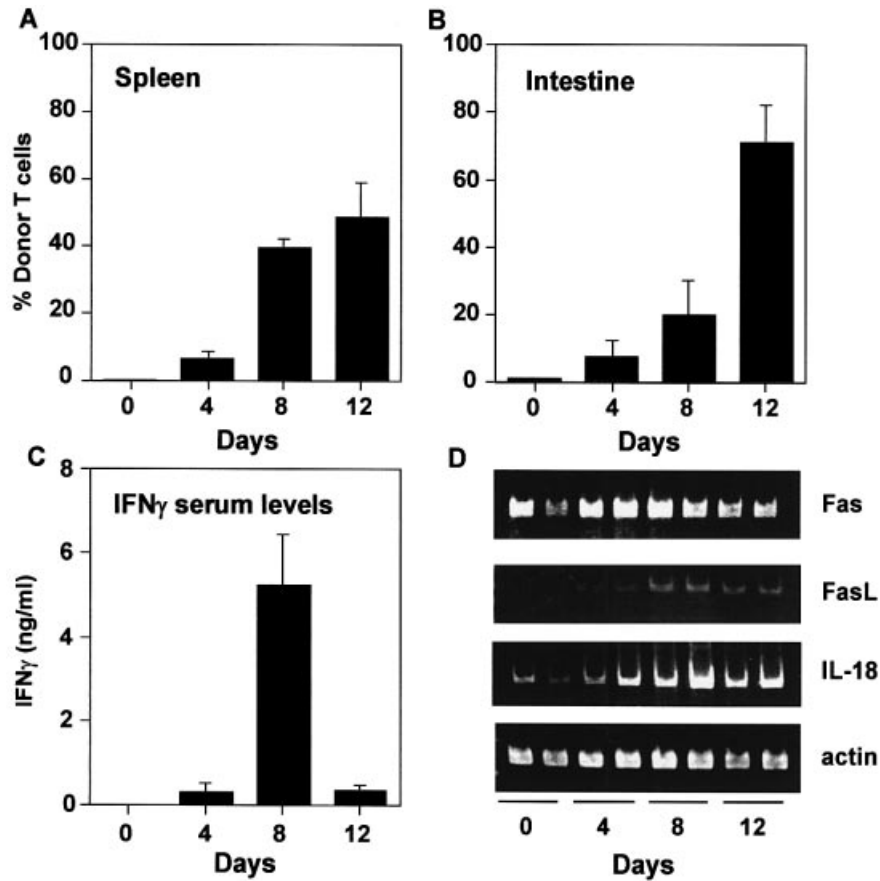 A
100
80
60
40
20
0
% Donor T cells
Spleen
0 4 8 12
Days
B
100
80
60
40
20
0
Intestine
0 4 8 12
Days
C
8
6
4
2
0
IFNγ (ng/ml)
IFNγ serum levels
0 4 8 12
Days
D
Fas
FasL
IL-18
actin
0 4 8 12
Days